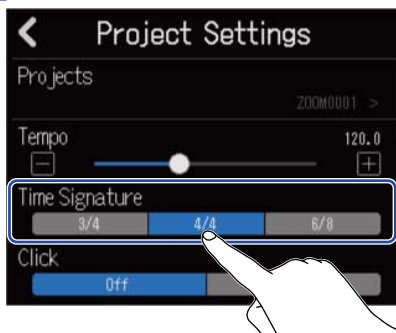 Project Settings
Projects
ZOOM0001 >
Tempo 120.0
Time Signature
3/4 4/4 6/8
Click
Off